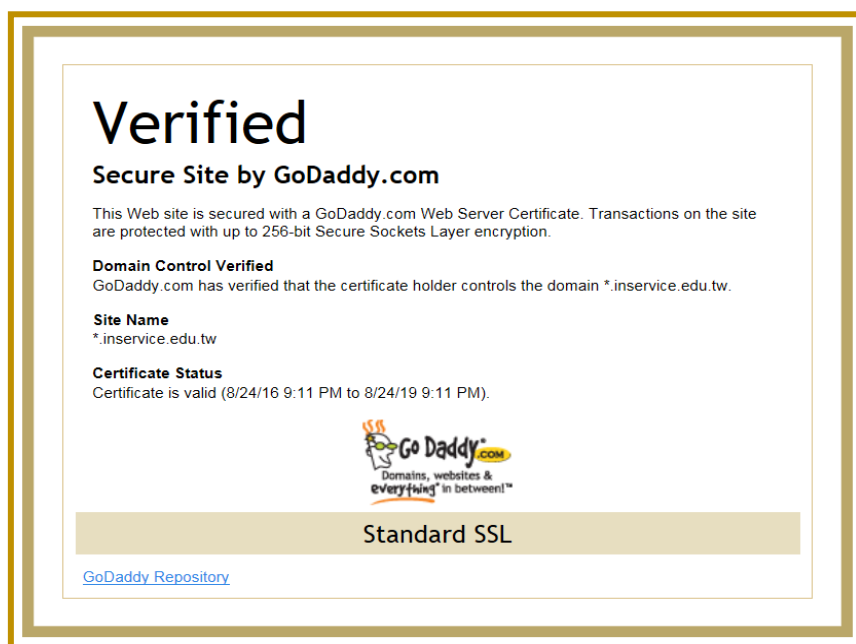 Verified
Secure Site by GoDaddy.com
This Web site is secured with a GoDaddy.com Web Server Certificate. Transactions on the site
are protected with up to 256-bit Secure Sockets Layer encryption.
Domain Control Verified
GoDaddy.com has verified that the certificate holder controls the domain *.inservice.edu.tw.
Site Name
*.inservice.edu.tw
Certificate Status
Certificate is valid (8/24/16 9:11 PM to 8/24/19 9:11 PM).
Go Daddy .COM
Domains, websites &
everything* in between!™
Standard SSL
GoDaddy Repository